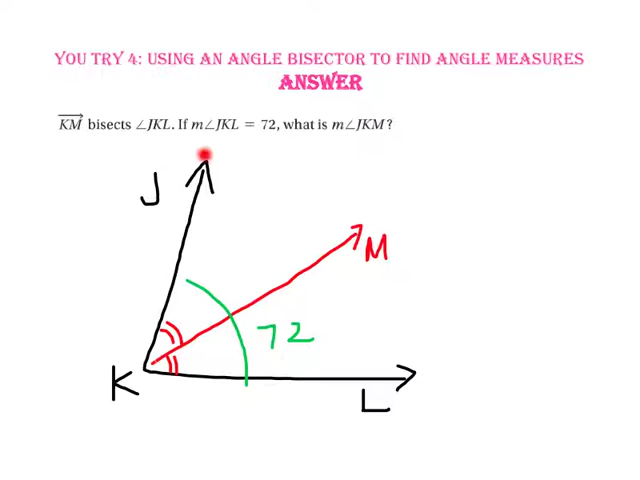 YOU TRY 4: USING AN ANGLE BISECTOR TO FIND ANGLE MEASURES
ANSWER
KM bisects ∠JKL. If m∠JKL = 72, what is m∠JKM?
J
M
72
K
L